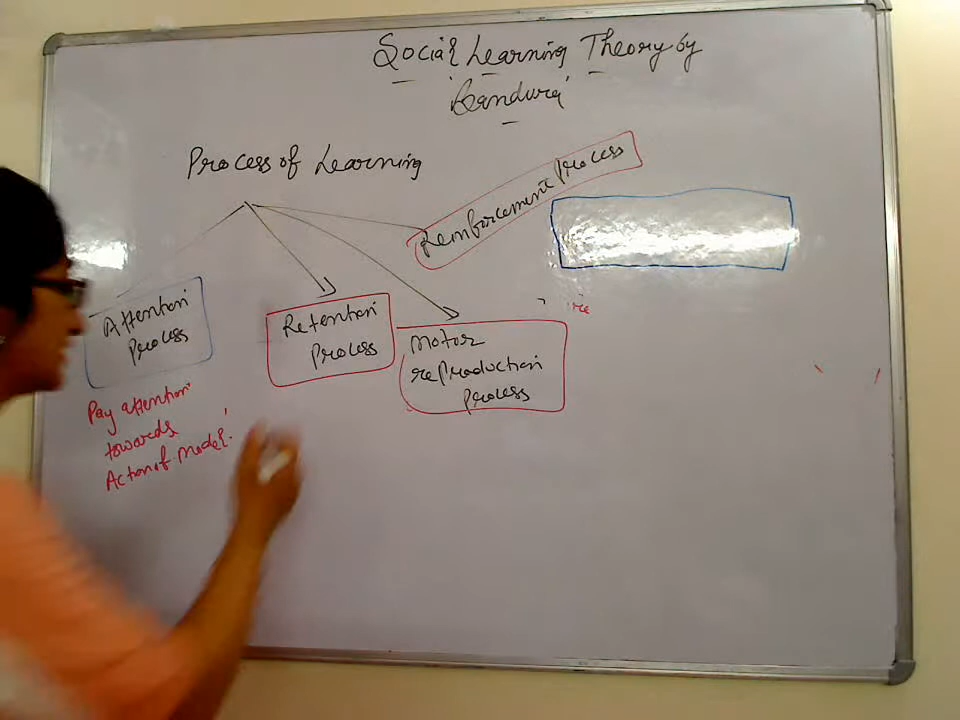 Social Learning Theory by
'Bandura'
Process of Learning
Reinforcement Process
Attention
Process
Retention
Process
Motor
reproduction
Process
Pay attention
towards
Action of Model.